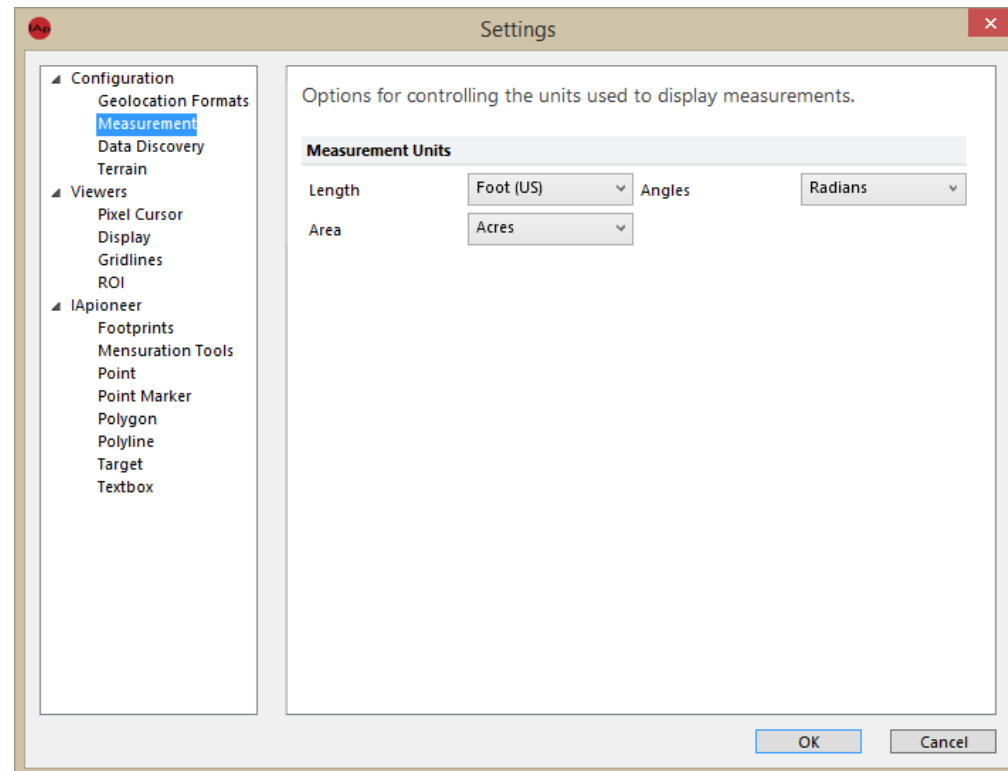 IAp
Settings
Configuration
Geolocation Formats
Measurement
Data Discovery
Terrain
Viewers
Pixel Cursor
Display
Gridlines
ROI
IApioneer
Footprints
Mensuration Tools
Point
Point Marker
Polygon
Polyline
Target
Textbox
Options for controlling the units used to display measurements.
Measurement Units
Length Foot (US) Angles Radians
Area Acres
OK Cancel